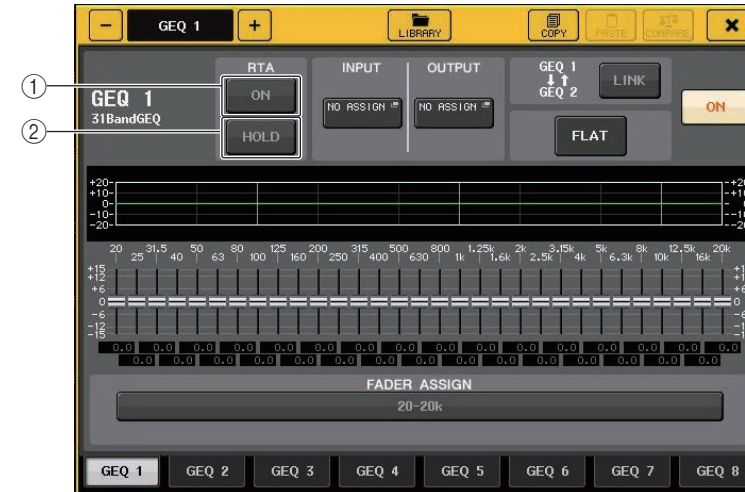 − GEQ 1 + LIBRARY COPY PASTE COMPARE ×
① ②
GEQ 1
31BandGEQ
RTA
ON
HOLD
INPUT OUTPUT
NO ASSIGN NO ASSIGN
GEQ 1
↓↑
GEQ 2
LINK
FLAT
ON
+20
+10
0
−10
−20
20 31.5 50 80 125 200 315 500 800 1.25k 2k 3.15k 5k 8k 12.5k 20k
25 40 63 100 160 250 400 630 1k 1.6k 2.5k 4k 6.3k 10k 16k
+15
+12
+6
0
−6
−12
−15
0.0 0.0 0.0 0.0 0.0 0.0 0.0 0.0 0.0 0.0 0.0 0.0 0.0 0.0 0.0 0.0
0.0 0.0 0.0 0.0 0.0 0.0 0.0 0.0 0.0 0.0 0.0 0.0 0.0 0.0 0.0
FADER ASSIGN
20-20k
GEQ 1 GEQ 2 GEQ 3 GEQ 4 GEQ 5 GEQ 6 GEQ 7 GEQ 8